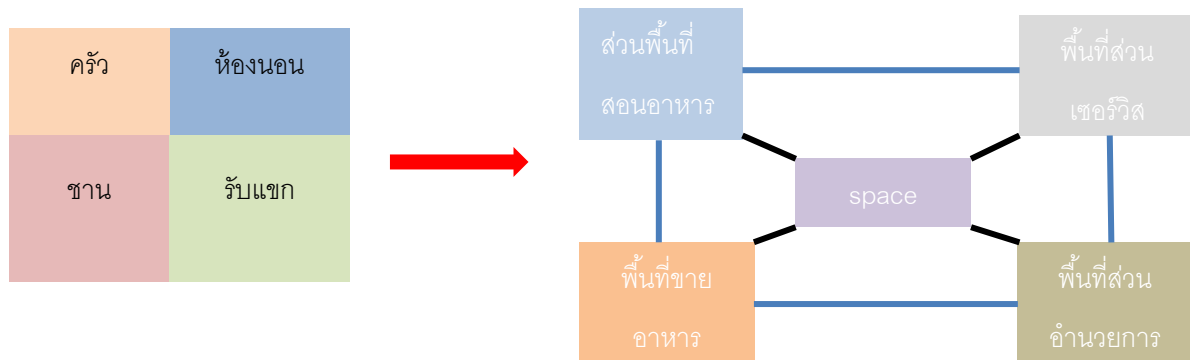 ครัว
ห้องนอน
ชาน
รับแขก
ส่วนพื้นที่
สอนอาหาร
พื้นที่ส่วน
เซอร์วิส
space
พื้นที่ขาย
อาหาร
พื้นที่ส่วน
อำนวยการ